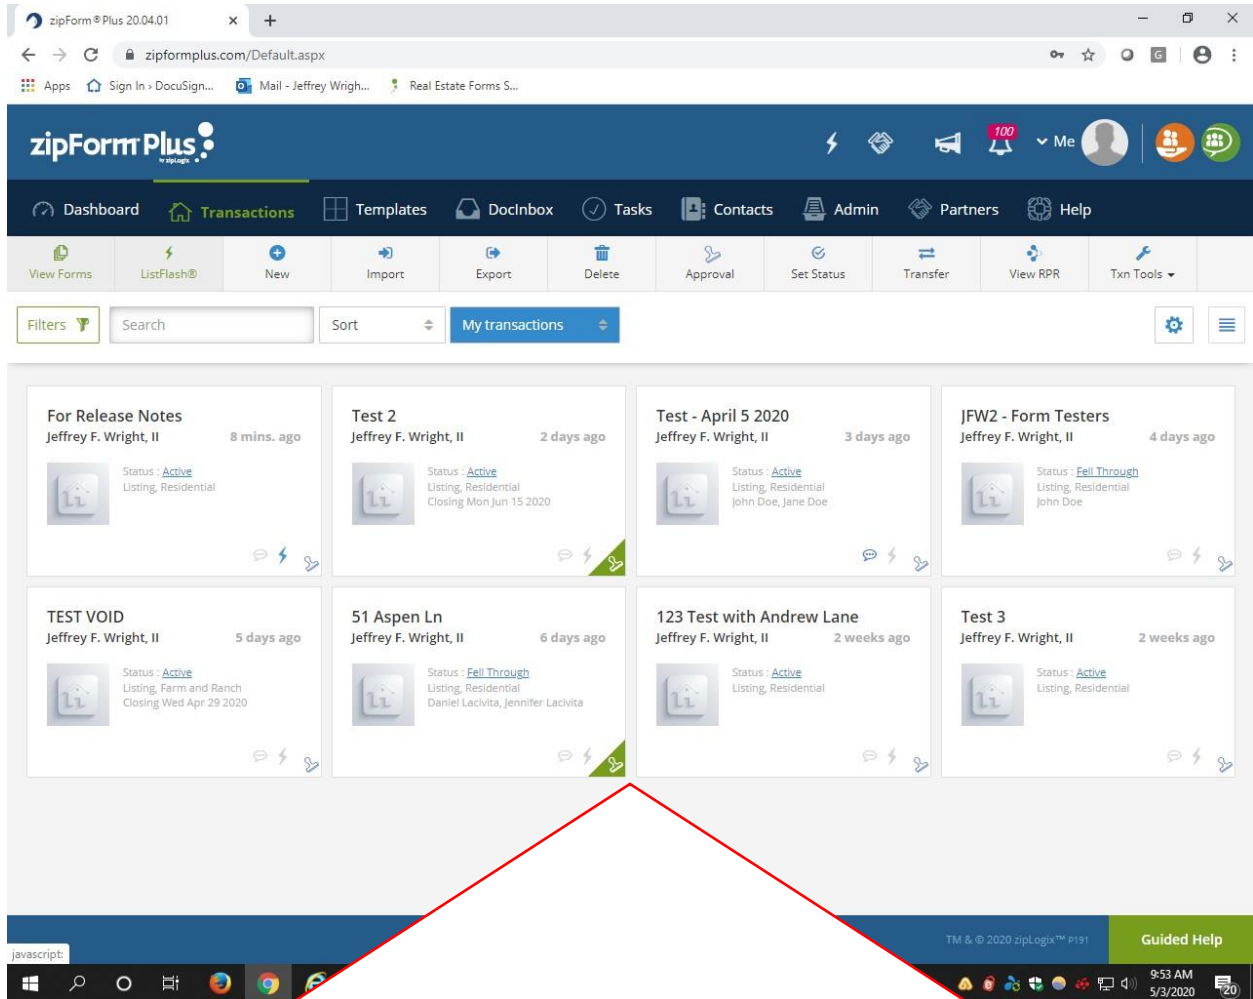 zipForm®Plus 20.04.01
zipformplus.com/Default.aspx
G
Apps Sign In › DocuSign... Mail - Jeffrey Wrigh... Real Estate Forms S...
zipForm Plus
by zipLogix
100
Me
Dashboard Transactions Templates DocInbox Tasks Contacts Admin Partners Help
View Forms ListFlash® New Import Export Delete Approval Set Status Transfer View RPR Txn Tools
Filters Search Sort My transactions
For Release Notes
Jeffrey F. Wright, II 8 mins. ago
Status : Active
Listing, Residential
Test 2
Jeffrey F. Wright, II 2 days ago
Status : Active
Listing, Residential
Closing Mon Jun 15 2020
Test - April 5 2020
Jeffrey F. Wright, II 3 days ago
Status : Active
Listing, Residential
John Doe, Jane Doe
JFW2 - Form Testers
Jeffrey F. Wright, II 4 days ago
Status : Fell Through
Listing, Residential
John Doe
TEST VOID
Jeffrey F. Wright, II 5 days ago
Status : Active
Listing, Farm and Ranch
Closing Wed Apr 29 2020
51 Aspen Ln
Jeffrey F. Wright, II 6 days ago
Status : Fell Through
Listing, Residential
Daniel Lacivita, Jennifer Lacivita
123 Test with Andrew Lane
Jeffrey F. Wright, II 2 weeks ago
Status : Active
Listing, Residential
Test 3
Jeffrey F. Wright, II 2 weeks ago
Status : Active
Listing, Residential
TM & © 2020 zipLogix™ P191
Guided Help
javascript:
9:53 AM
5/3/2020
20